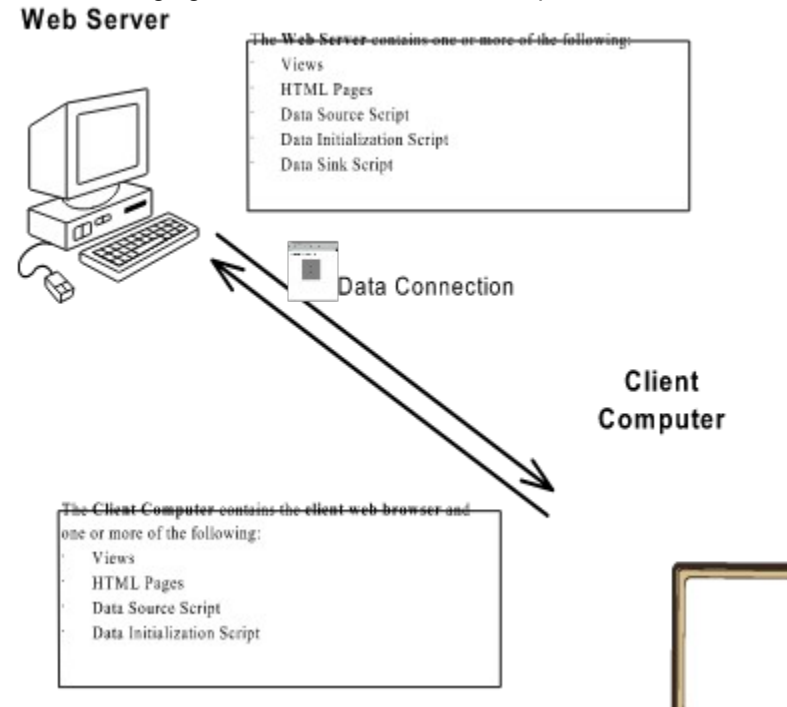 Web Server
The Web Server contains one or more of the following:
Views
HTML Pages
Data Source Script
Data Initialization Script
Data Sink Script
Data Connection
Client
Computer
The Client Computer contains the client web browser and
one or more of the following:
Views
HTML Pages
Data Source Script
Data Initialization Script